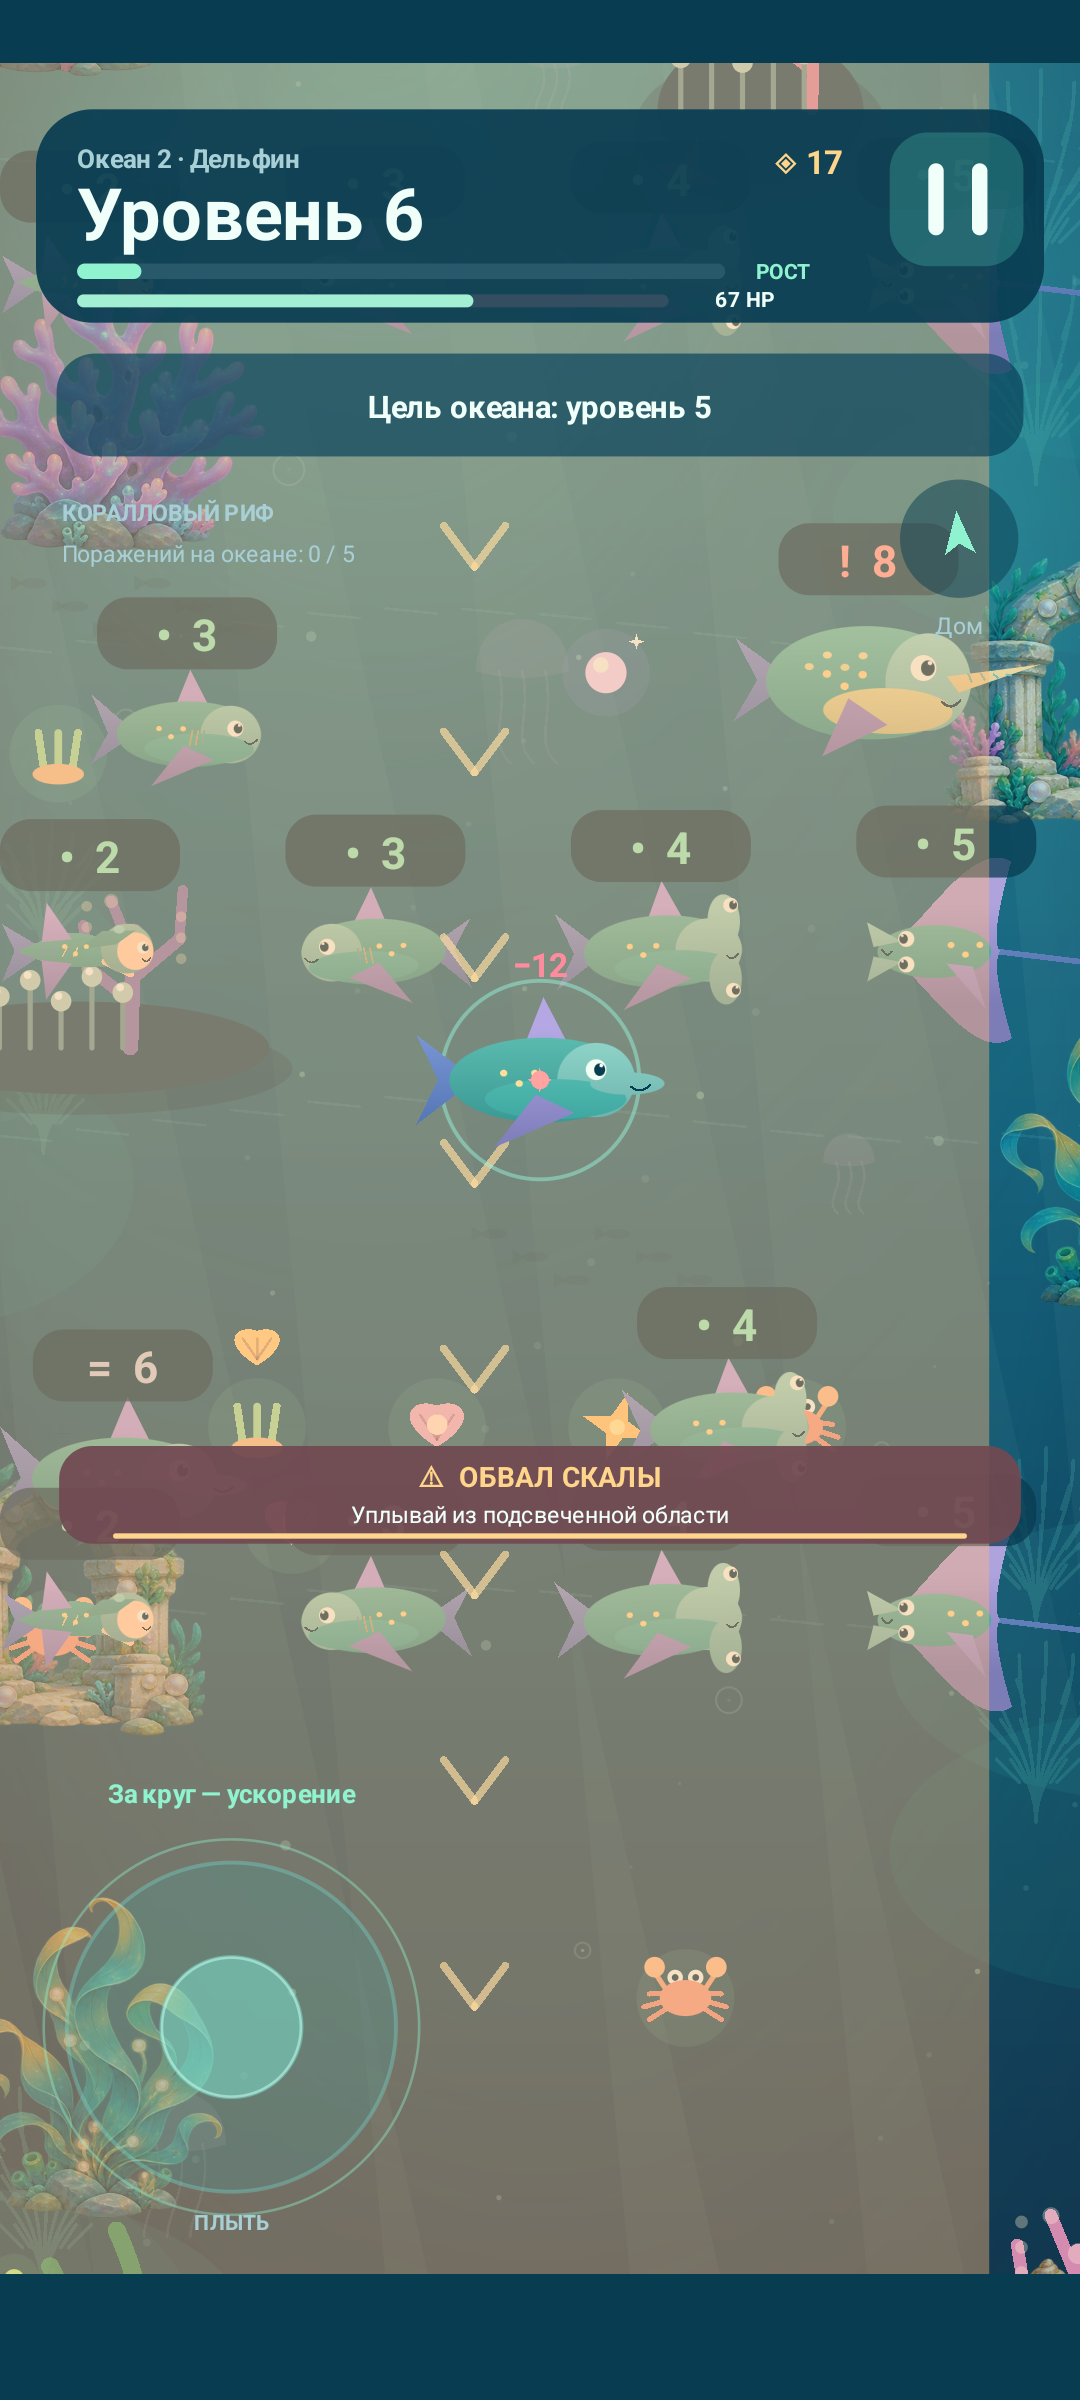 Океан 2 · Дельфин
17
Уровень 6
РОСТ
67 HP
Цель океана: уровень 5
КОРАЛЛОВЫЙ РИФ
Поражений на океане: 0 / 5
! 8
Дом
• 3
• 2
• 3
• 4
• 5
−12
• 4
= 6
⚠ ОБВАЛ СКАЛЫ
Уплывай из подсвеченной области
За круг — ускорение
ПЛЫТЬ